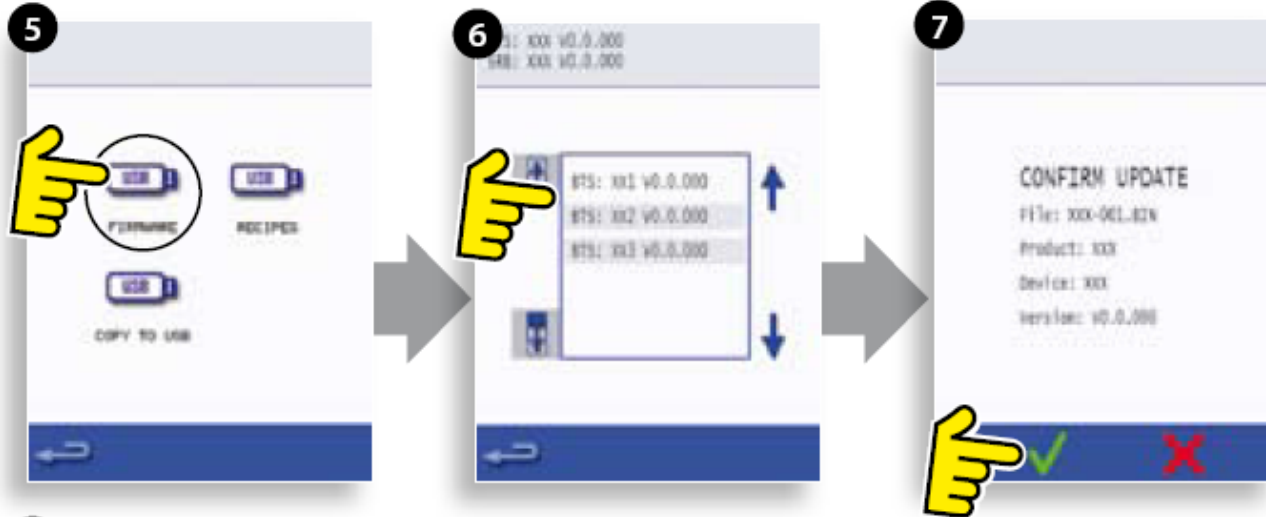 5
USB
USB
FIRMWARE
RECIPES
USB
COPY TO USB
6
XXX V0.0.000
SRB: XXX V0.0.000
BTS: XX1 V0.0.000
BTS: XX2 V0.0.000
BTS: XX3 V0.0.000
7
CONFIRM UPDATE
File: XXX-001.BIN
Product: XXX
Device: XXX
Version: V0.0.000